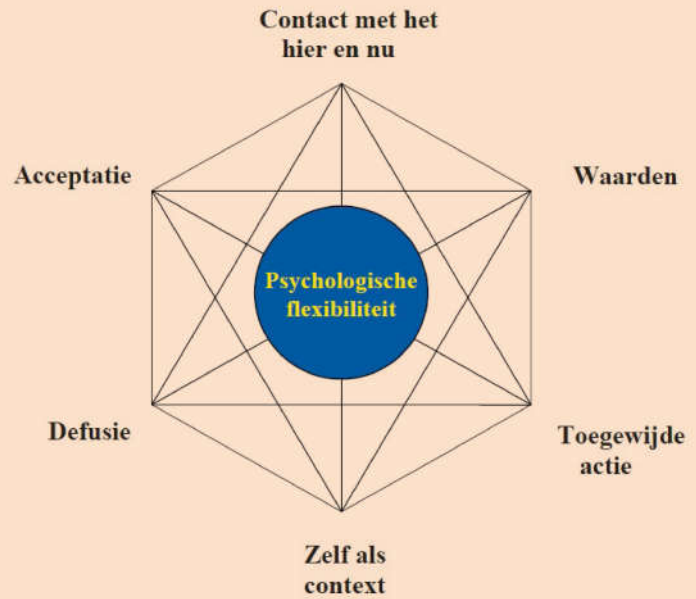 Contact met het
hier en nu
Acceptatie
Waarden
Psychologische
flexibiliteit
Defusie
Toegewijde
actie
Zelf als
context